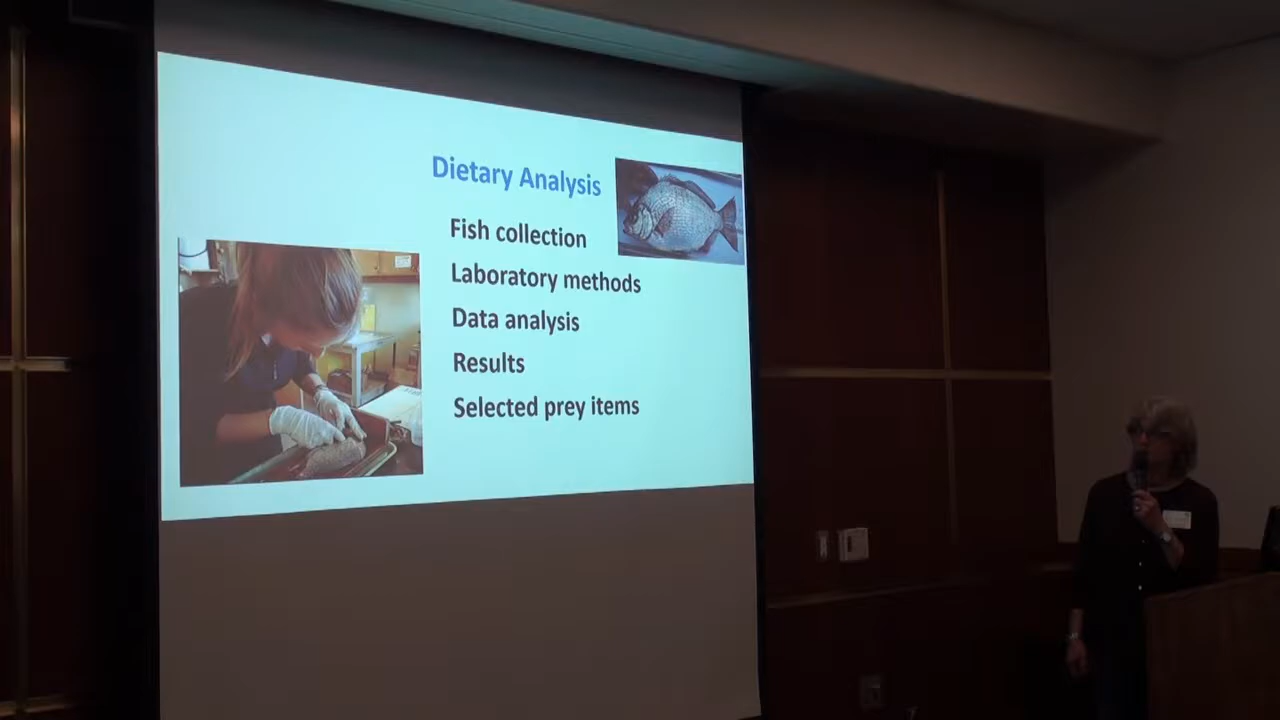 Dietary Analysis
Fish collection
Laboratory methods
Data analysis
Results
Selected prey items